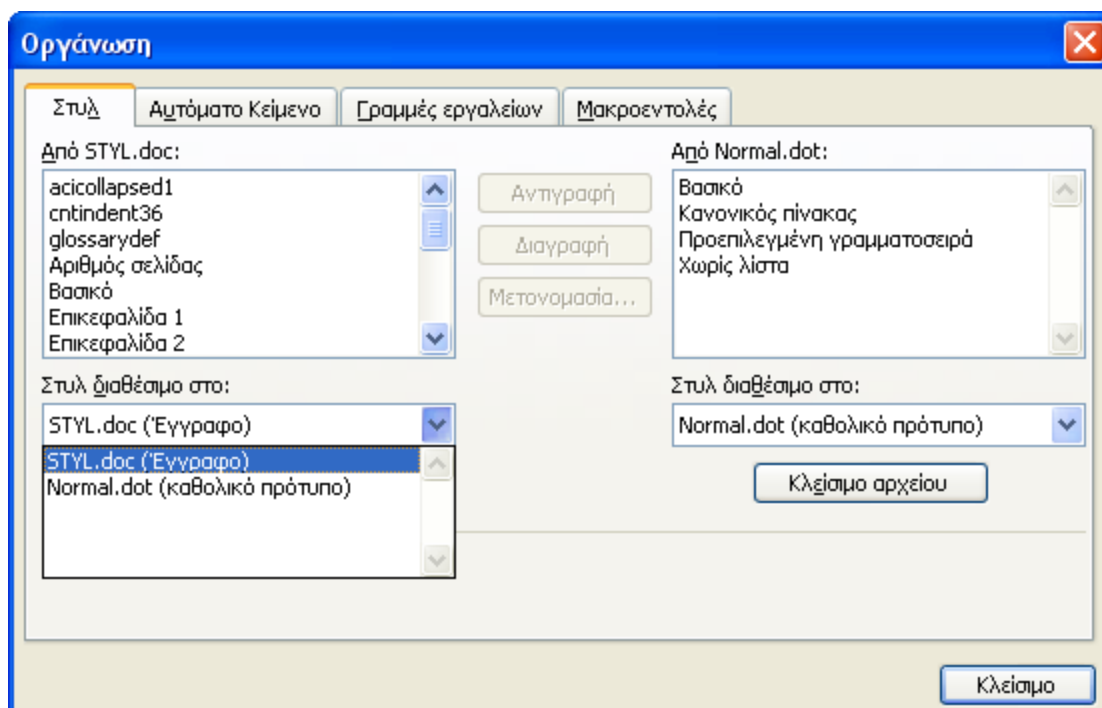 Οργάνωση
Στυλ
Αυτόματο Κείμενο
Γραμμές εργαλείων
Μακροεντολές
Από STYL.doc:
acicollapsed1
cntindent36
glossarydef
Αριθμός σελίδας
Βασικό
Επικεφαλίδα 1
Επικεφαλίδα 2
Αντιγραφή
Διαγραφή
Μετονομασία...
Από Normal.dot:
Βασικό
Κανονικός πίνακας
Προεπιλεγμένη γραμματοσειρά
Χωρίς λίστα
Στυλ διαθέσιμο στο:
STYL.doc (Έγγραφο)
STYL.doc (Έγγραφο)
Normal.dot (καθολικό πρότυπο)
Στυλ διαθέσιμο στο:
Normal.dot (καθολικό πρότυπο)
Κλείσιμο αρχείου
Κλείσιμο